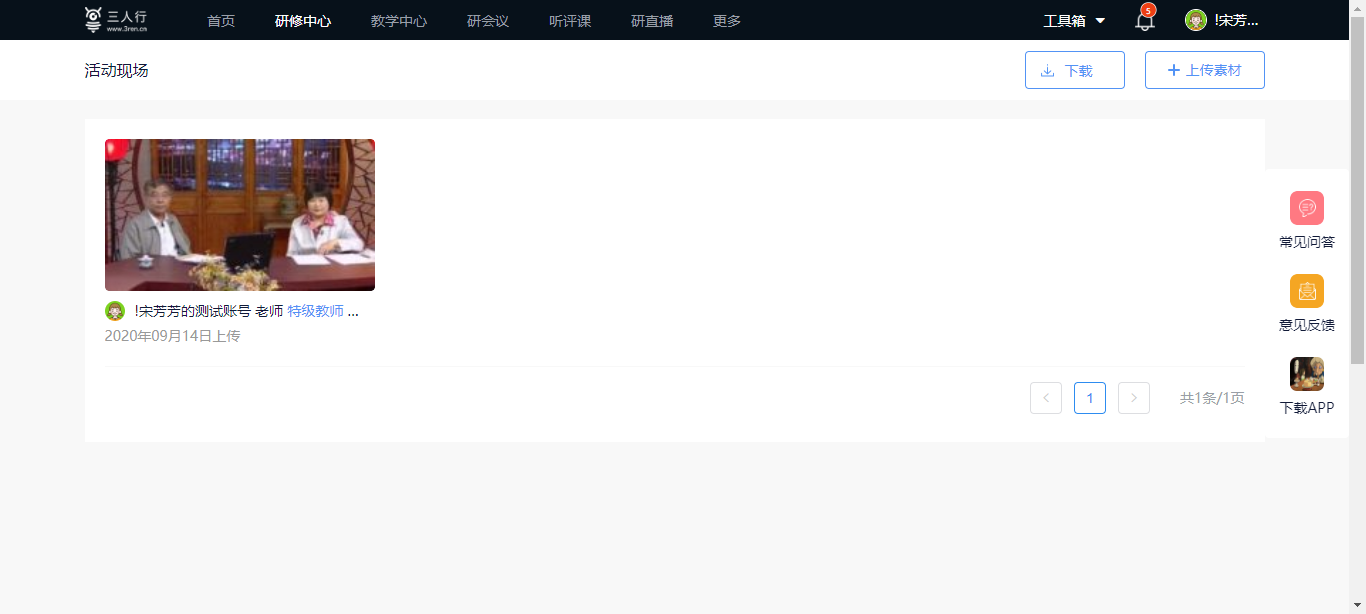 三人行
www.3ren.cn
首页 研修中心 教学中心 研会议 听评课 研直播 更多
工具箱 5 !宋芳...
活动现场
下载 上传素材
!宋芳芳的测试账号 老师 特级教师 ...
2020年09月14日上传
1 共1条/1页
常见问答
意见反馈
下载APP